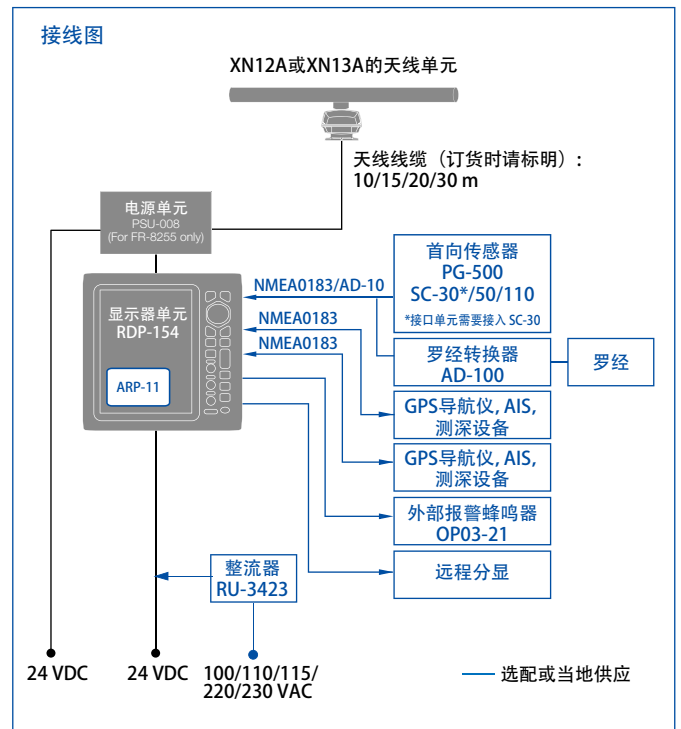 接线图
XN12A或XN13A的天线单元
天线线缆（订货时请标明）:
10/15/20/30 m
电源单元
PSU-008
(For FR-8255 only)
首向传感器
PG-500
SC-30*/50/110
*接口单元需要接入 SC-30
NMEA0183/AD-10
显示器单元
RDP-154
NMEA0183
NMEA0183
罗经转换器
AD-100
罗经
ARP-11
GPS导航仪, AIS,
测深设备
GPS导航仪, AIS,
测深设备
外部报警蜂鸣器
OP03-21
整流器
RU-3423
远程分显
24 VDC
24 VDC
100/110/115/
220/230 VAC
选配或当地供应